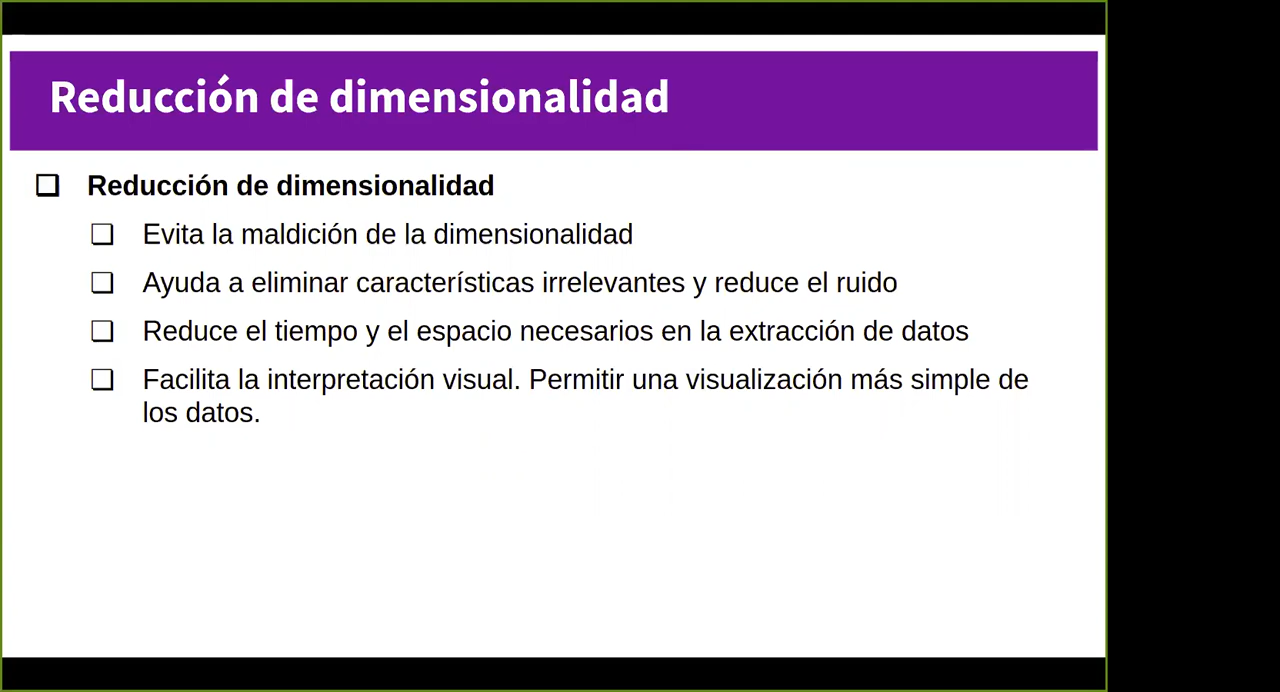 Reducción de dimensionalidad
Reducción de dimensionalidad
Evita la maldición de la dimensionalidad
Ayuda a eliminar características irrelevantes y reduce el ruido
Reduce el tiempo y el espacio necesarios en la extracción de datos
Facilita la interpretación visual. Permitir una visualización más simple de
los datos.